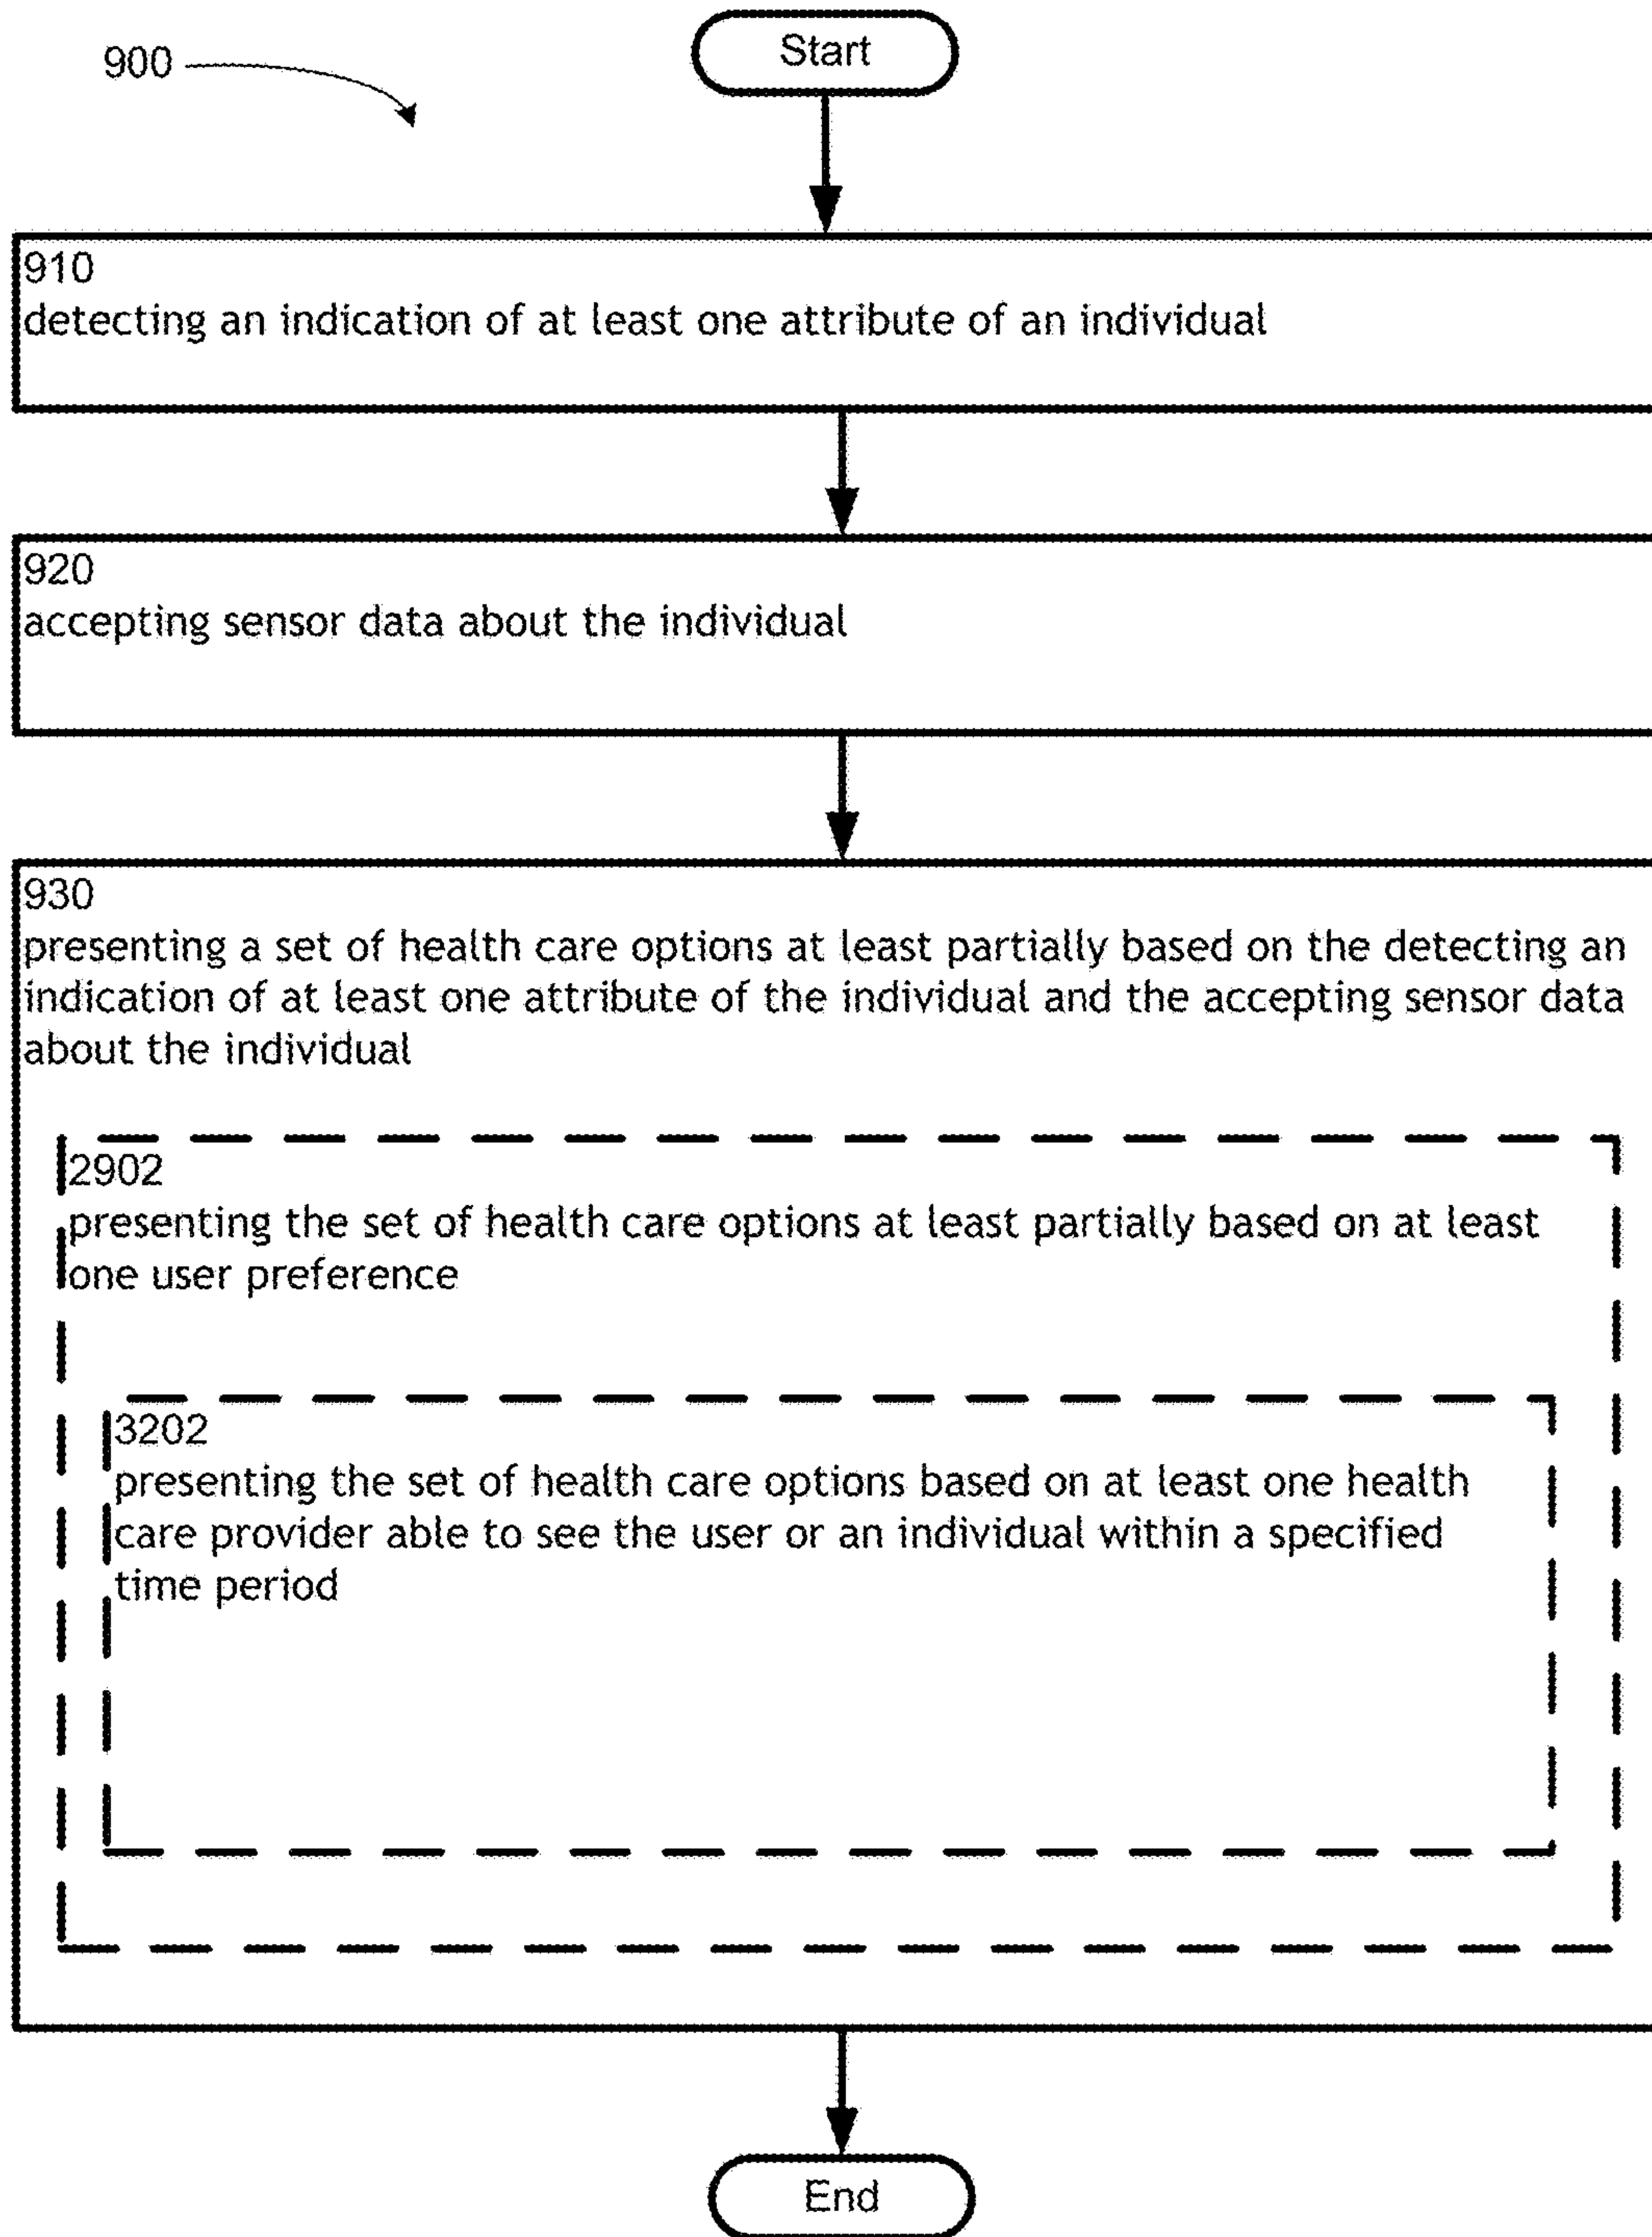 900
Start
910
detecting an indication of at least one attribute of an individual
920
accepting sensor data about the individual
930
presenting a set of health care options at least partially based on the detecting an
indication of at least one attribute of the individual and the accepting sensor data
about the individual
2902
presenting the set of health care options at least partially based on at least
one user preference
3202
presenting the set of health care options based on at least one health
care provider able to see the user or an individual within a specified
time period
End